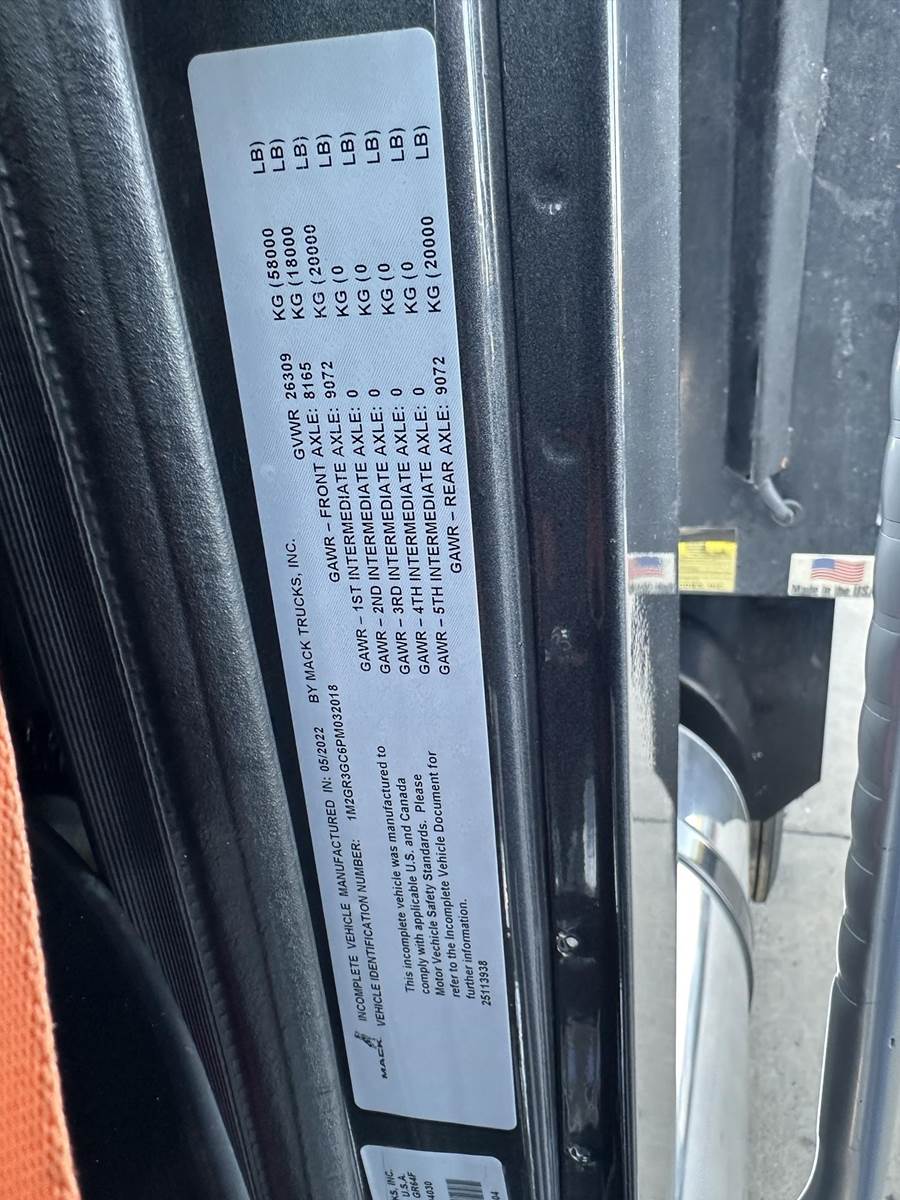 MACK
INCOMPLETE VEHICLE MANUFACTURED IN: 05/2022 BY MACK TRUCKS, INC.
VEHICLE IDENTIFICATION NUMBER: 1M2GR3GC6PM032018
This incomplete vehicle was manufactured to
comply with applicable U.S. and Canada
Motor Vechicle Safety Standards. Please
refer to the Incomplete Vehicle Document for
further information.
25113938
GVWR 26309 KG (58000 LB)
GAWR – FRONT AXLE: 8165 KG (18000 LB)
GAWR – 1ST INTERMEDIATE AXLE: 9072 KG (20000 LB)
GAWR – 2ND INTERMEDIATE AXLE: 0 KG (0 LB)
GAWR – 3RD INTERMEDIATE AXLE: 0 KG (0 LB)
GAWR – 4TH INTERMEDIATE AXLE: 0 KG (0 LB)
GAWR – 5TH INTERMEDIATE AXLE: 0 KG (0 LB)
GAWR – REAR AXLE: 9072 KG (20000 LB)
KS, INC.
U.S.A.
GR64F
4030
04
Made in the USA